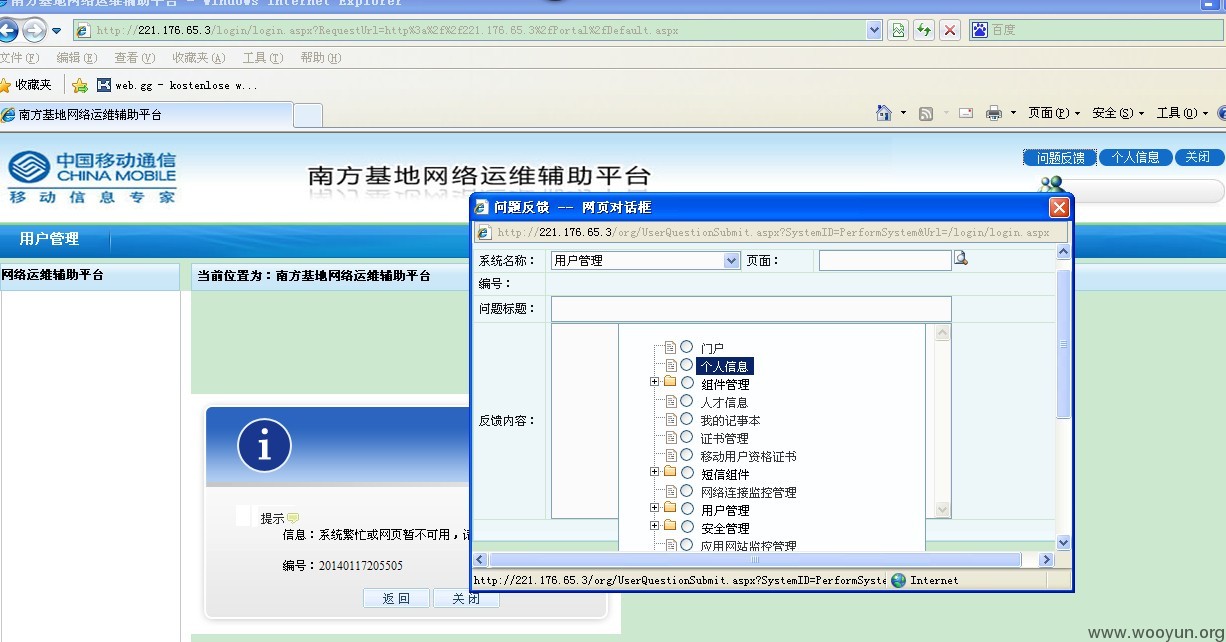 南方基地网络运维辅助平台 - Windows Internet Explorer
http://221.176.65.3/login/login.aspx?RequestUrl=http%3a%2f%2f221.176.65.3%2fPortal%2fDefault.aspx
百度
文件(F) 编辑(E) 查看(V) 收藏夹(A) 工具(T) 帮助(H)
收藏夹 web.gg - kostenlose w...
南方基地网络运维辅助平台
页面(P) 安全(S) 工具(O)
中国移动通信
CHINA MOBILE
移动信息专家
南方基地网络运维辅助平台
问题反馈 个人信息 关闭
用户管理
网络运维辅助平台
当前位置为：南方基地网络运维辅助平台
提示
信息：系统繁忙或网页暂不可用，
编号：20140117205505
返回 关闭
问题反馈 -- 网页对话框
http://221.176.65.3/org/UserQuestionSubmit.aspx?SystemID=PerformSystem&Url=/login/login.aspx
系统名称： 用户管理 页面：
编号：
问题标题：
反馈内容：
门户
个人信息
组件管理
人才信息
我的记事本
证书管理
移动用户资格证书
短信组件
网络连接监控管理
用户管理
安全管理
应用网站监控管理
http://221.176.65.3/org/UserQuestionSubmit.aspx?SystemID=PerformSyste Internet
www.wooyun.org